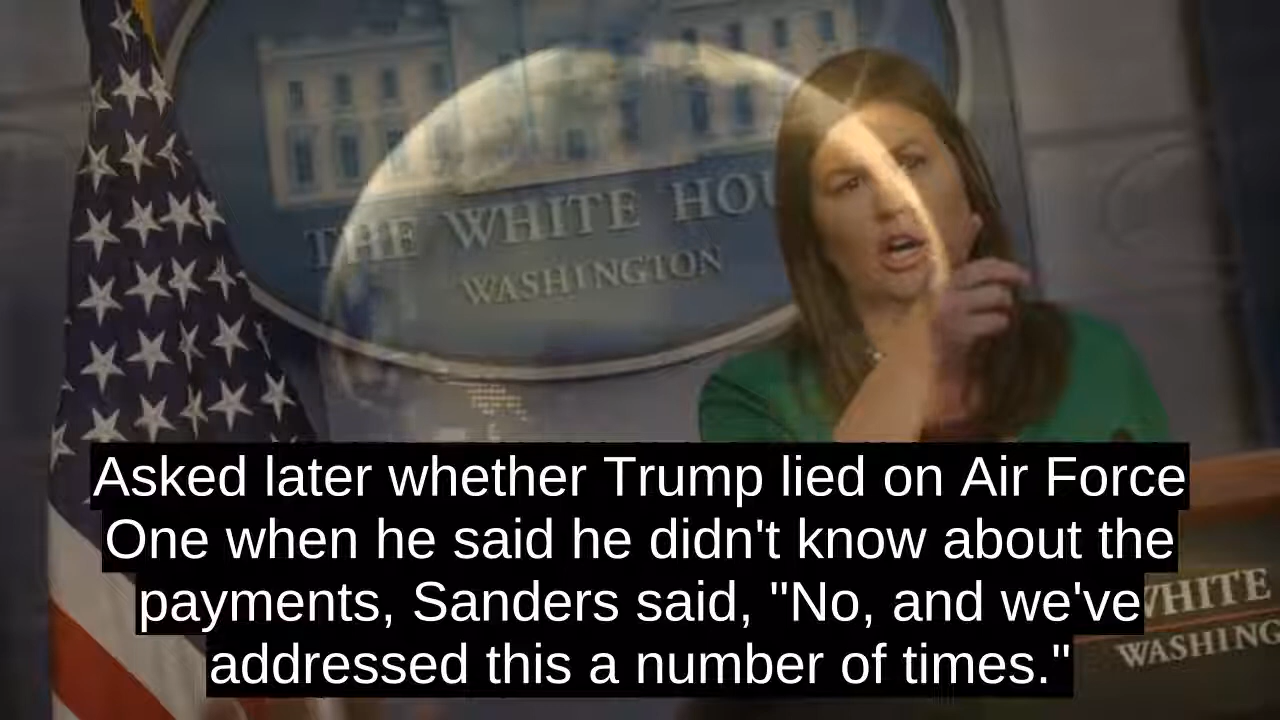 THE WHITE HOU
WASHINGTON
Asked later whether Trump lied on Air Force
One when he said he didn't know about the
payments, Sanders said, "No, and we've
addressed this a number of times."
WHITE
WASHING